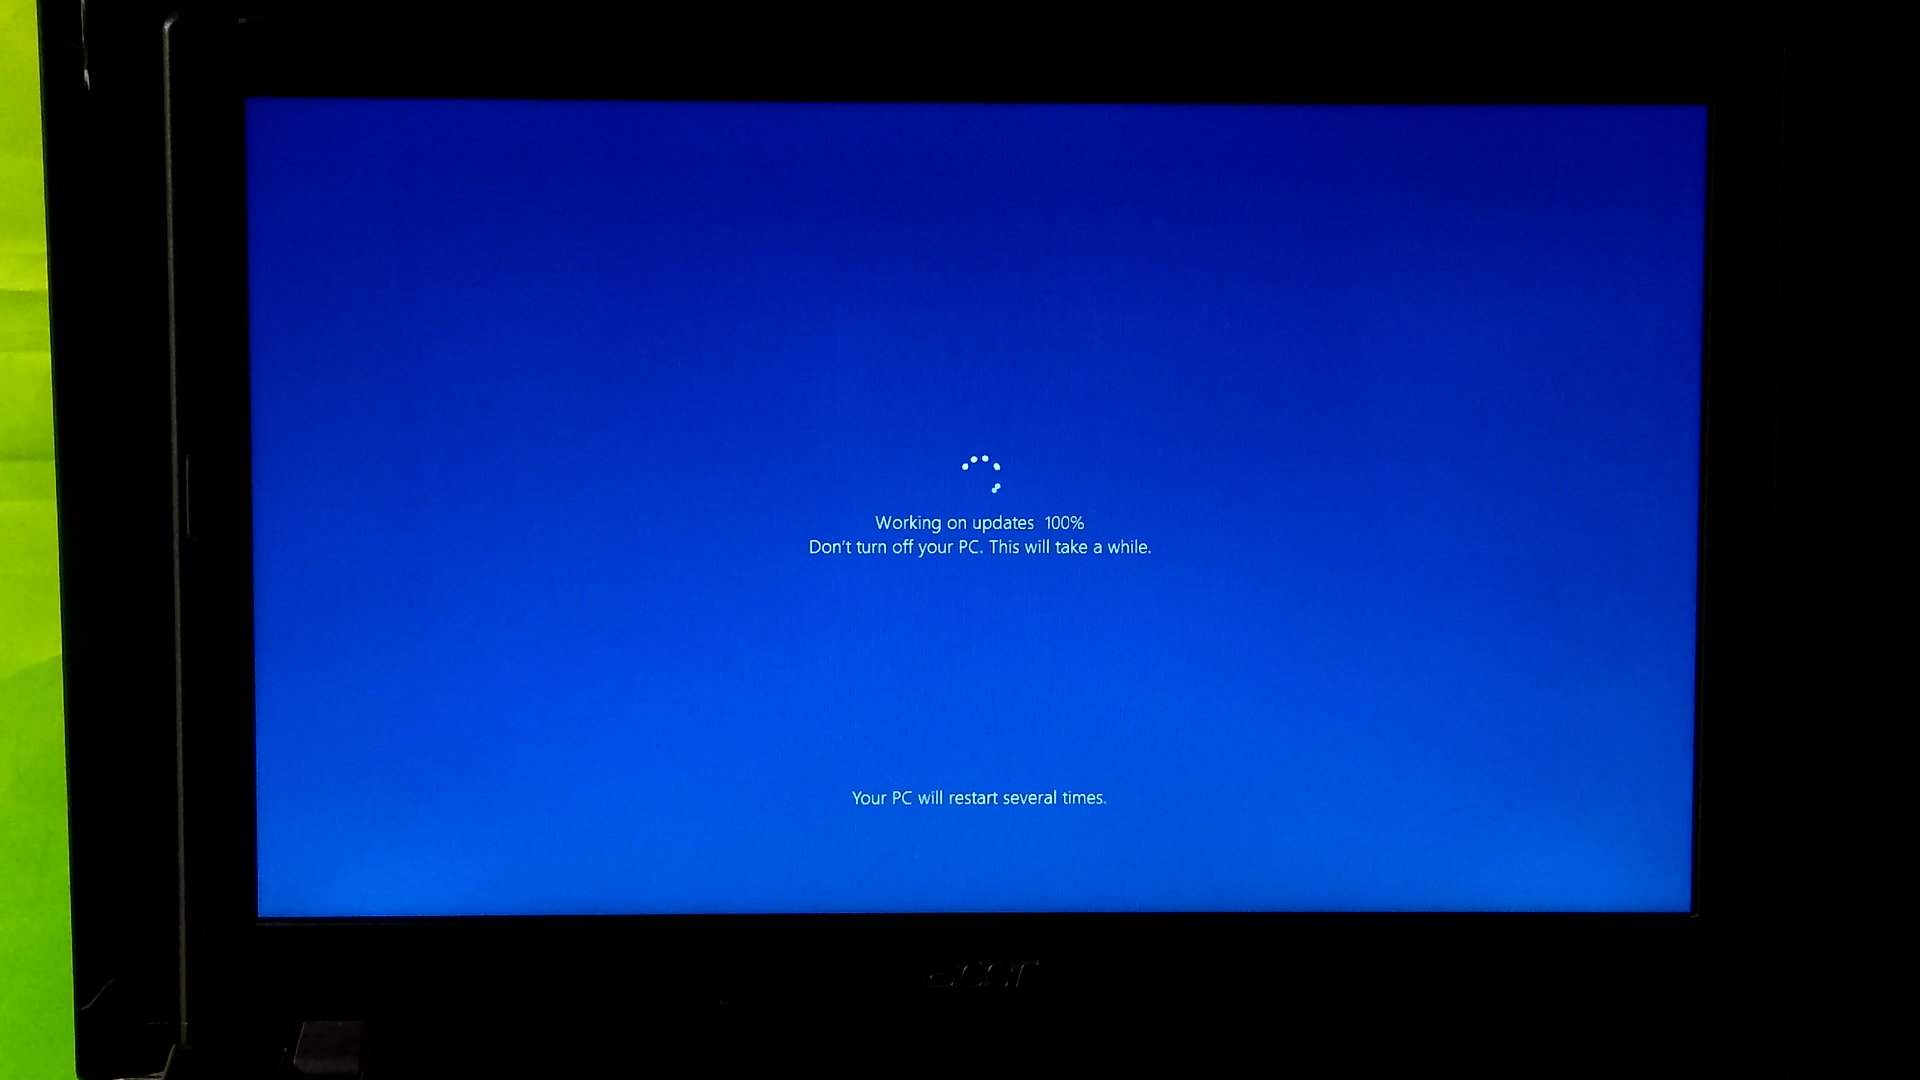 Working on updates 100%
Don't turn off your PC. This will take a while.
Your PC will restart several times.
acer